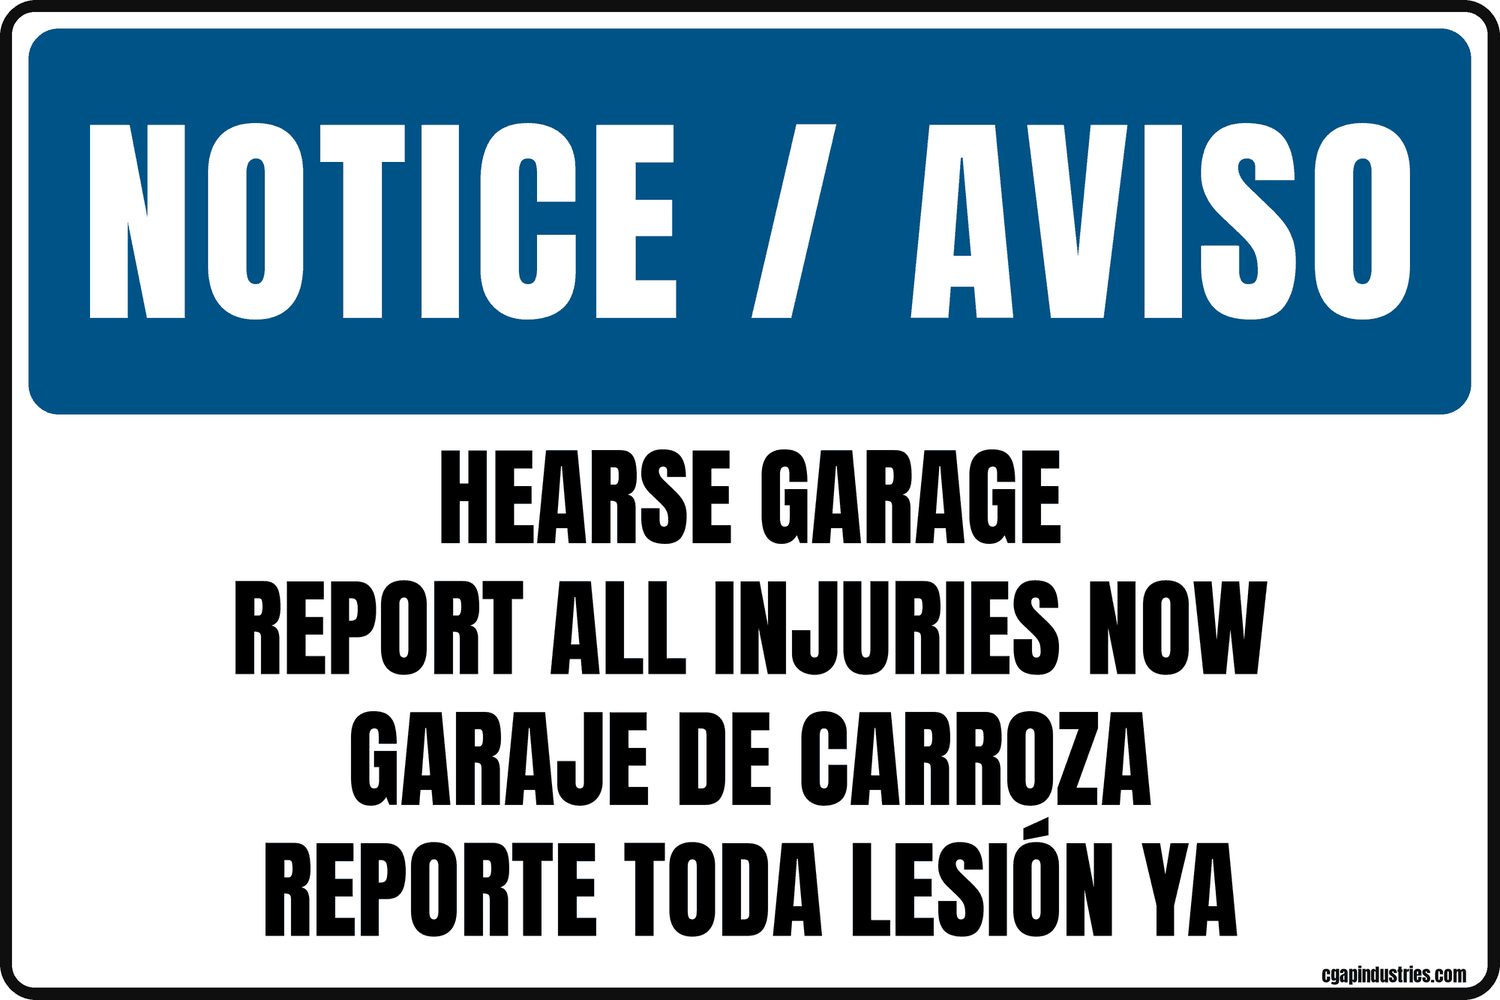 NOTICE / AVISO
HEARSE GARAGE
REPORT ALL INJURIES NOW
GARAJE DE CARROZA
REPORTE TODA LESIÓN YA
cgapindustries.com